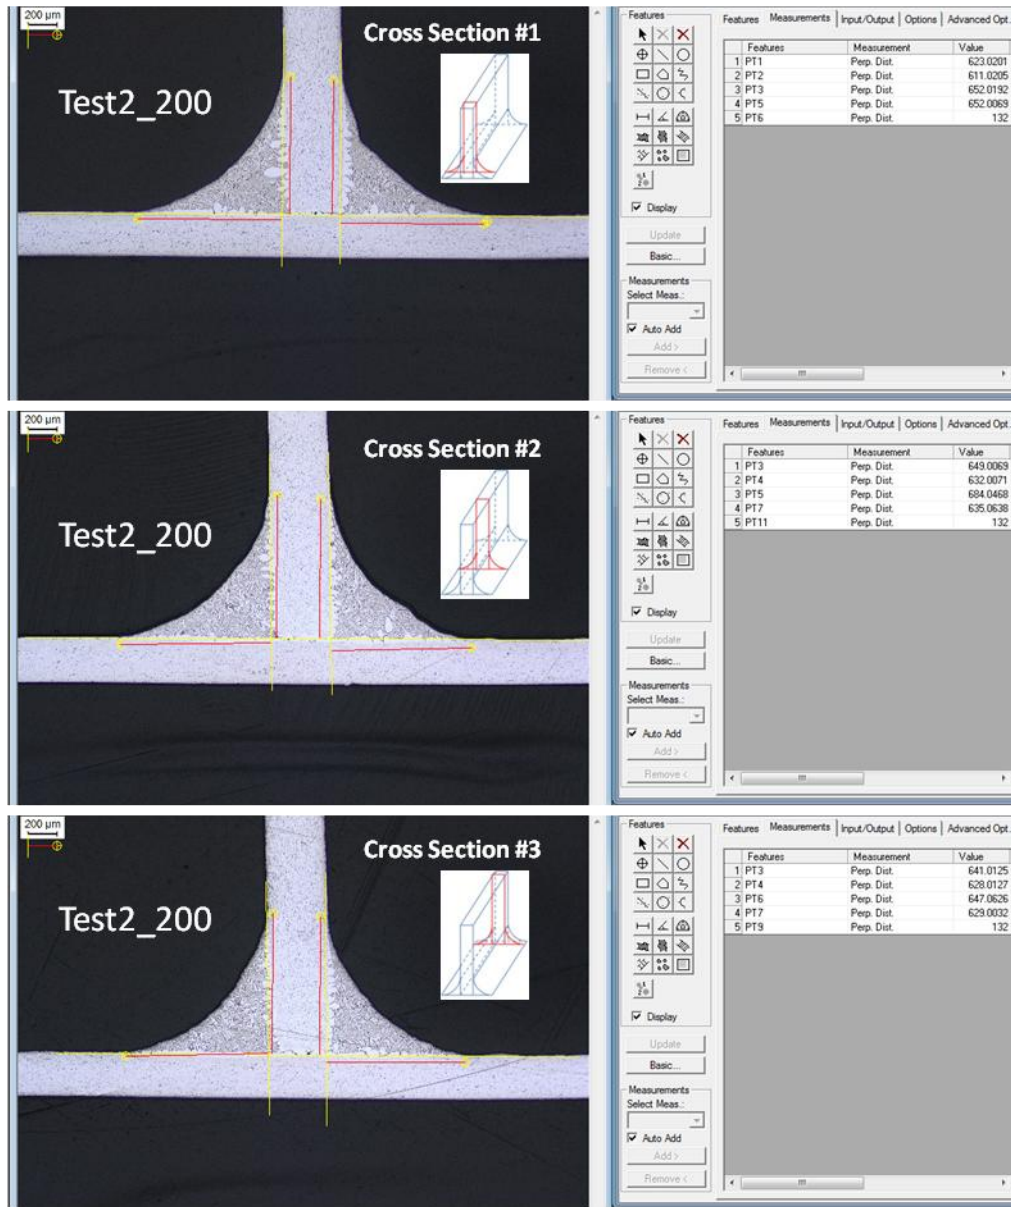 200 µm
Cross Section #1
Test2_200
Features
Display
Update
Basic...
Measurements
Select Meas.:
Auto Add
Add >
Remove <
Features Measurements Input/Output Options Advanced Opt.
Features Measurement Value
1 PT1 Perp. Dist. 623.0201
2 PT2 Perp. Dist. 611.0205
3 PT3 Perp. Dist. 652.0192
4 PT5 Perp. Dist. 652.0069
5 PT6 Perp. Dist. 132
200 µm
Cross Section #2
Test2_200
Features
Display
Update
Basic...
Measurements
Select Meas.:
Auto Add
Add >
Remove <
Features Measurements Input/Output Options Advanced Opt.
Features Measurement Value
1 PT3 Perp. Dist. 649.0069
2 PT4 Perp. Dist. 632.0071
3 PT5 Perp. Dist. 684.0468
4 PT7 Perp. Dist. 635.0638
5 PT11 Perp. Dist. 132
200 µm
Cross Section #3
Test2_200
Features
Display
Update
Basic...
Measurements
Select Meas.:
Auto Add
Add >
Remove <
Features Measurements Input/Output Options Advanced Opt.
Features Measurement Value
1 PT3 Perp. Dist. 641.0125
2 PT4 Perp. Dist. 628.0127
3 PT6 Perp. Dist. 647.0626
4 PT7 Perp. Dist. 629.0032
5 PT9 Perp. Dist. 132